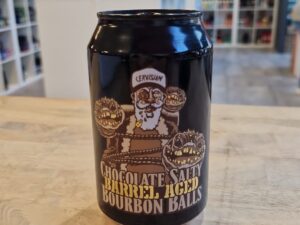 CERVISIAM
CHOCOLATE SALTY
BARREL AGED
BOURBON BALLS